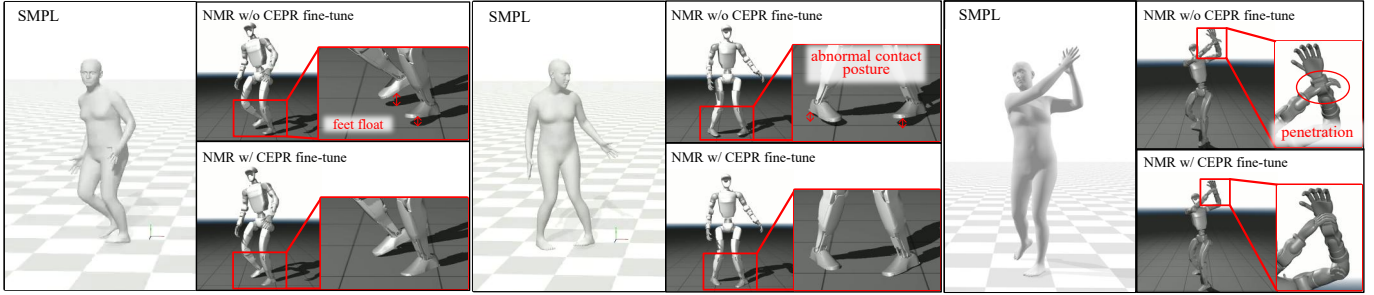 SMPL
NMR w/o CEPR fine-tune
feet float
NMR w/ CEPR fine-tune
SMPL
NMR w/o CEPR fine-tune
abnormal contact
posture
NMR w/ CEPR fine-tune
SMPL
NMR w/o CEPR fine-tune
penetration
NMR w/ CEPR fine-tune